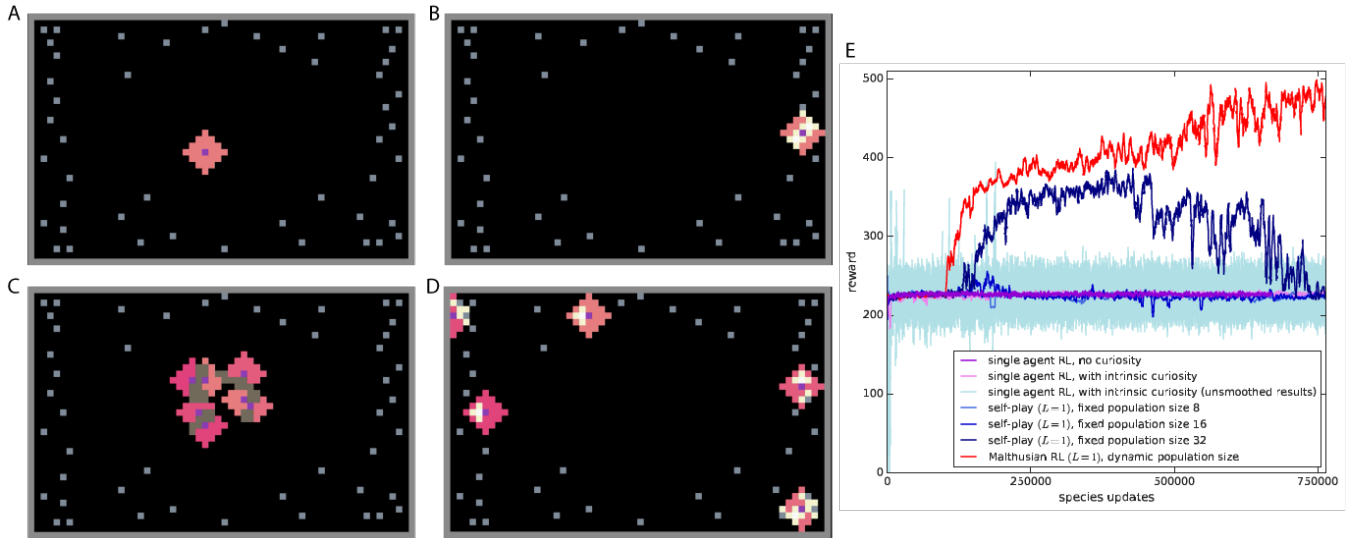 A
B
E
C
D
500
400
300
200
100
0
reward
0
250000
500000
750000
species updates
single agent RL, no curiosity
single agent RL, with intrinsic curiosity
single agent RL, with intrinsic curiosity (unsmoothed results)
self-play (L=1), fixed population size 8
self-play (L=1), fixed population size 16
self-play (L=1), fixed population size 32
Malthusian RL (L=1), dynamic population size